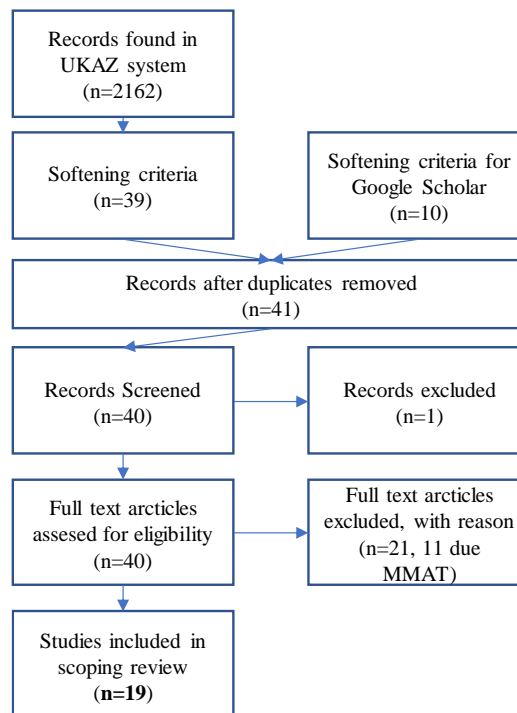 Records found in
UKAZ system
(n=2162)
Softening criteria
(n=39)
Softening criteria for
Google Scholar
(n=10)
Records after duplicates removed
(n=41)
Records Screened
(n=40)
Records excluded
(n=1)
Full text arcticles
assesed for eligibility
(n=40)
Full text arcticles
excluded, with reason
(n=21, 11 due
MMAT)
Studies included in
scoping review
(n=19)